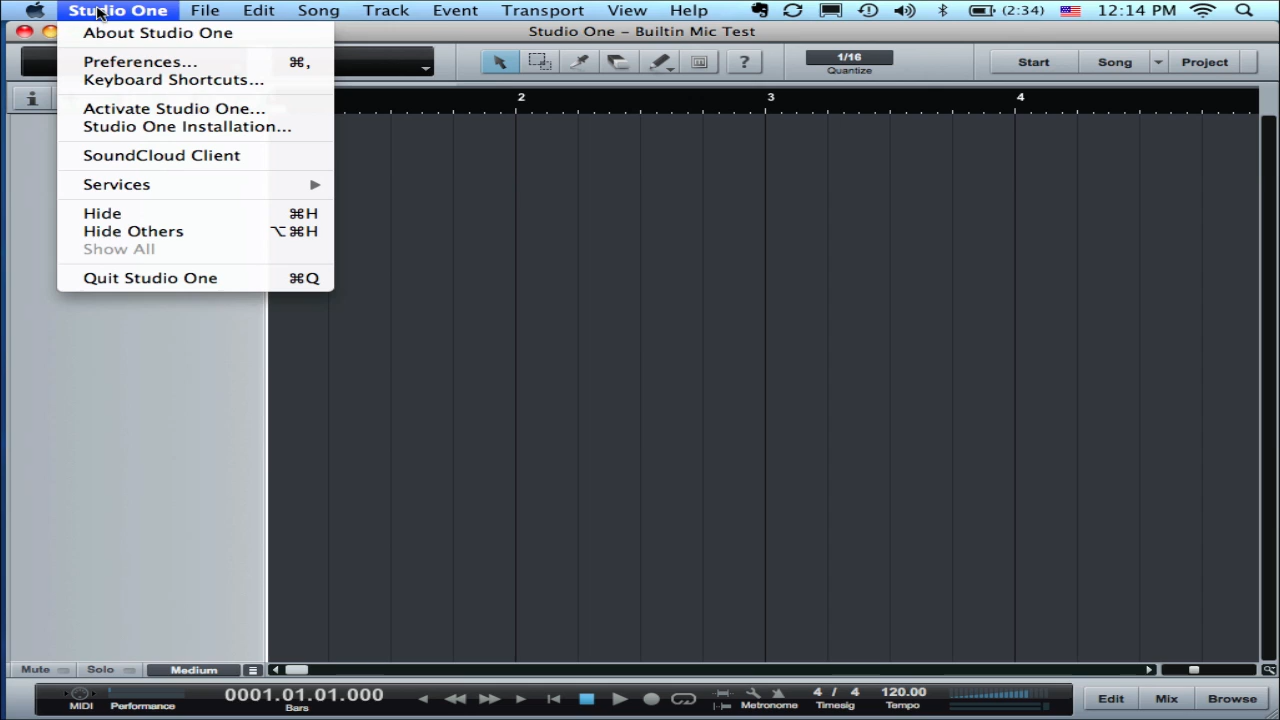 Studio One File Edit Song Track Event Transport View Help (2:34) 12:14 PM
Studio One – Builtin Mic Test
About Studio One
Preferences... ⌘,
Keyboard Shortcuts...
Activate Studio One...
Studio One Installation...
SoundCloud Client
Services
Hide ⌘H
Hide Others ⌥⌘H
Show All
Quit Studio One ⌘Q
?
1/16
Quantize
Start Song Project
2 3 4
Mute Solo Medium
MIDI Performance
0001.01.01.000
Bars
Metronome
4 / 4
Timesig
120.00
Tempo
Edit Mix Browse